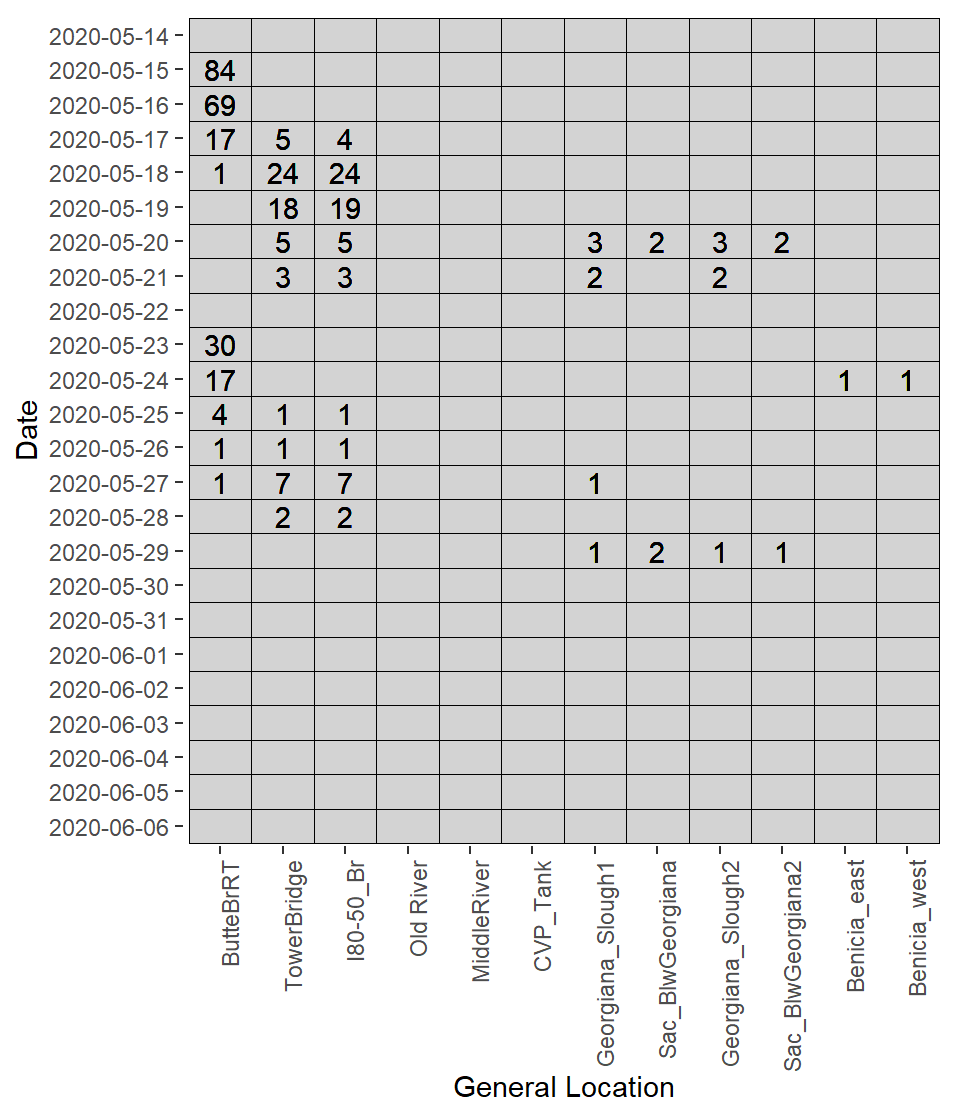 2020-05-14
2020-05-15 84
2020-05-16 69
2020-05-17 17 5 4
2020-05-18 1 24 24
2020-05-19 18 19
2020-05-20 5 5 3 2 3 2
2020-05-21 3 3 2 2
2020-05-22
2020-05-23 30
2020-05-24 17 1 1
2020-05-25 4 1 1
2020-05-26 1 1 1
2020-05-27 1 7 7 1
2020-05-28 2 2
2020-05-29 1 2 1 1
2020-05-30
2020-05-31
2020-06-01
2020-06-02
2020-06-03
2020-06-04
2020-06-05
2020-06-06
Date
ButteBrRT
TowerBridge
I80-50_Br
Old River
MiddleRiver
CVP_Tank
Georgiana_Slough1
Sac_BlwGeorgiana
Georgiana_Slough2
Sac_BlwGeorgiana2
Benicia_east
Benicia_west
General Location